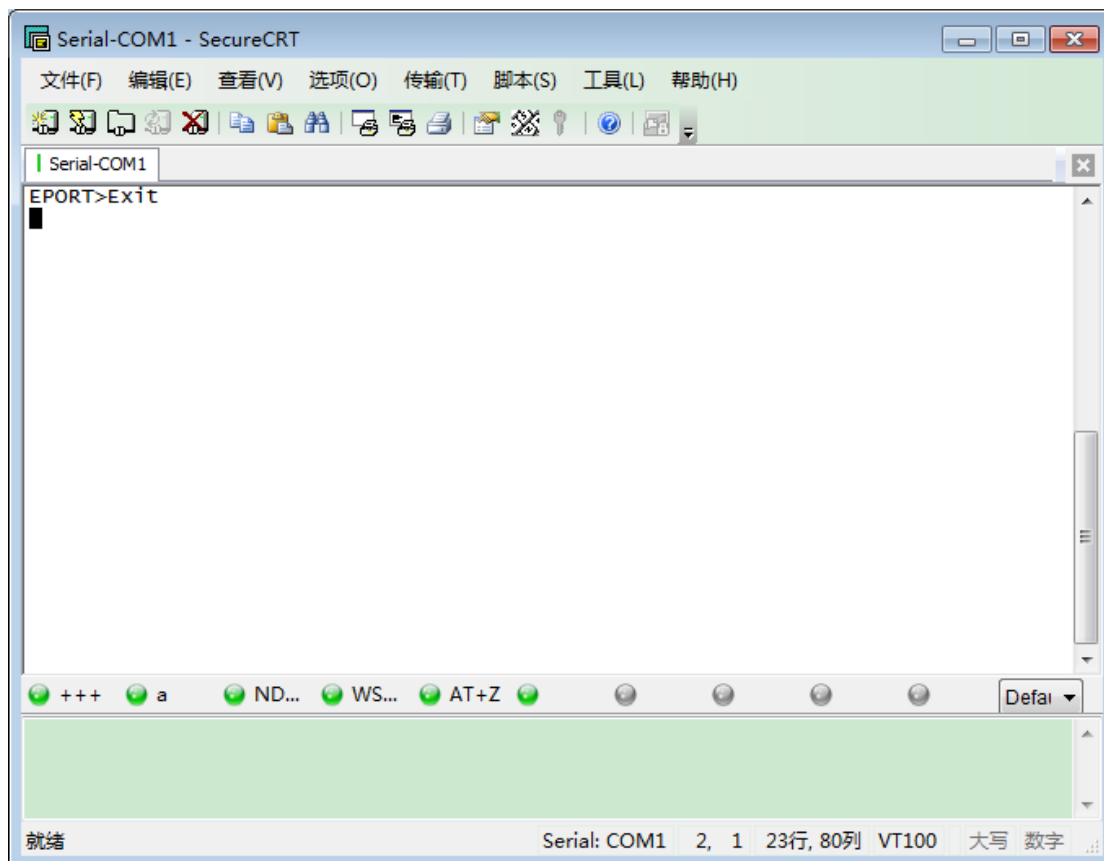 Serial-COM1 - SecureCRT
文件(F) 编辑(E) 查看(V) 选项(O) 传输(T) 脚本(S) 工具(L) 帮助(H)
Serial-COM1
EPORT>Exit
+++ a ND... WS... AT+Z Defau
就绪 Serial: COM1 2, 1 23行, 80列 VT100 大写 数字